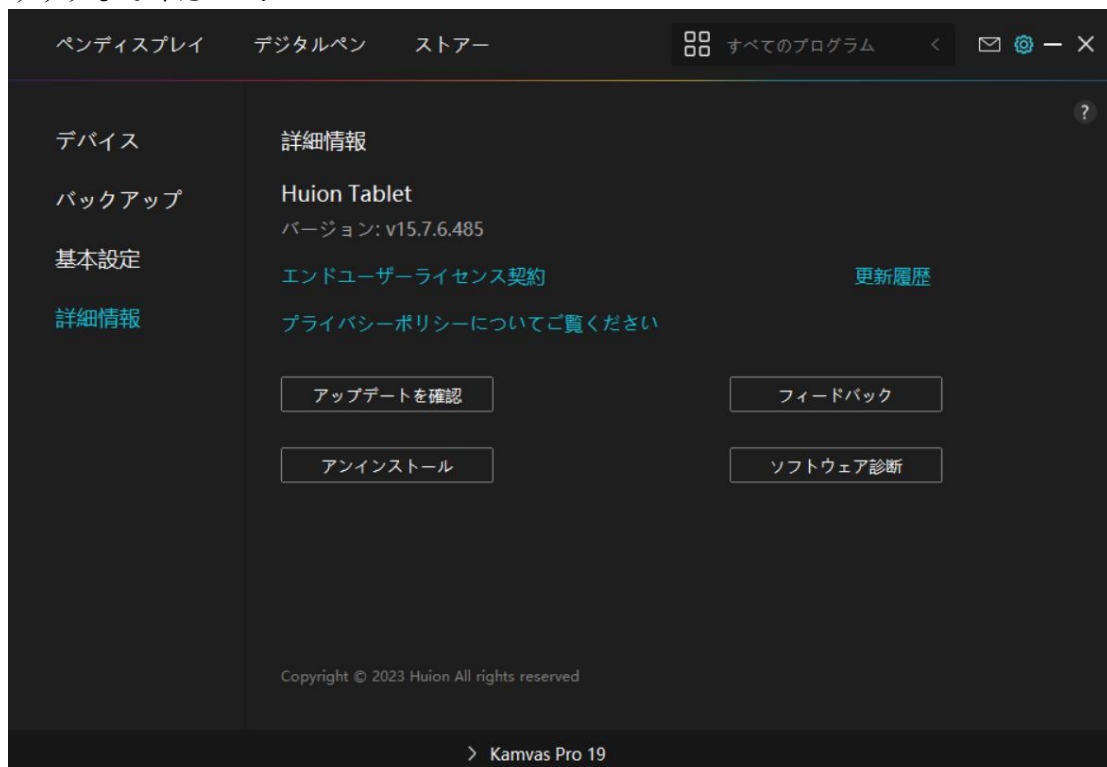 ペンディスプレイ デジタルペン ストアー すべてのプログラム
?
デバイス
詳細情報
バックアップ
Huion Tablet
バージョン: v15.7.6.485
基本設定
エンドユーザーライセンス契約 更新履歴
詳細情報
プライバシーポリシーについてご覧ください
アップデートを確認 フィードバック
アンインストール ソフトウェア診断
Copyright © 2023 Huion All rights reserved
Kamvas Pro 19